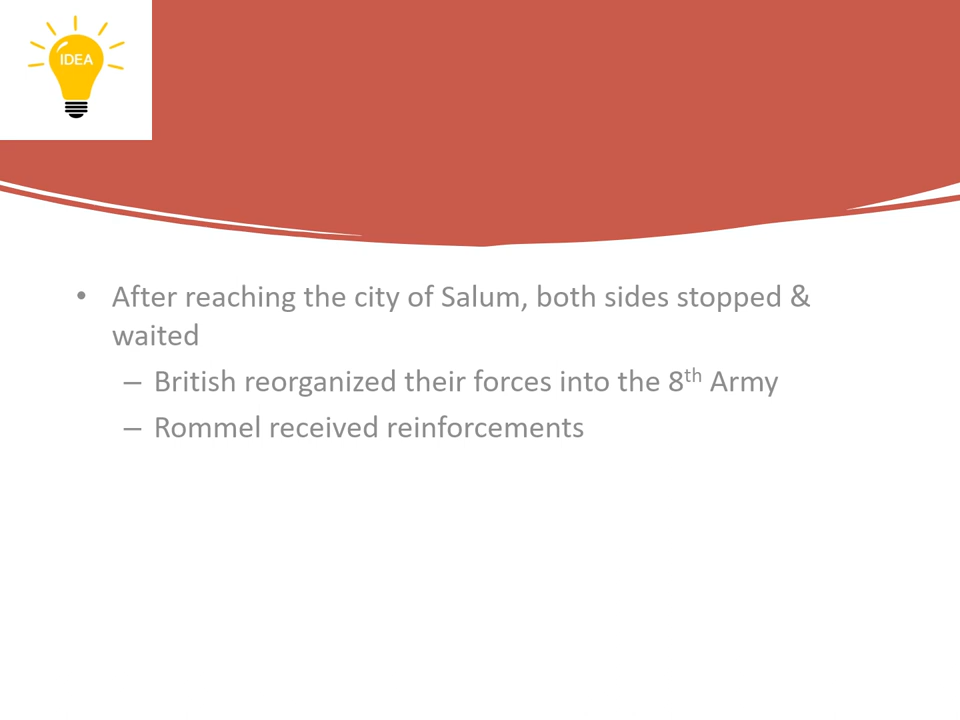 IDEA
• After reaching the city of Salum, both sides stopped &
waited
– British reorganized their forces into the 8th Army
– Rommel received reinforcements